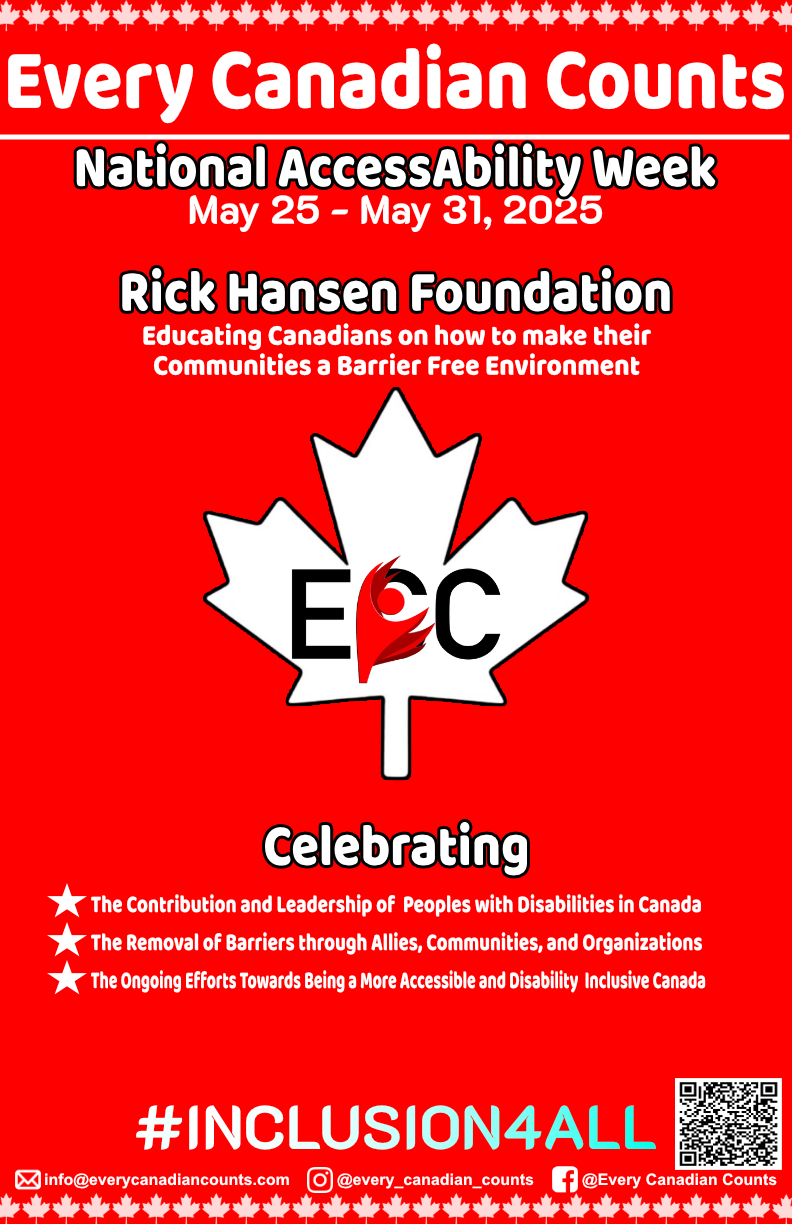 Every Canadian Counts
National AccessAbility Week
May 25 - May 31, 2025
Rick Hansen Foundation
Educating Canadians on how to make their
Communities a Barrier Free Environment
ECC
Celebrating
The Contribution and Leadership of Peoples with Disabilities in Canada
The Removal of Barriers through Allies, Communities, and Organizations
The Ongoing Efforts Towards Being a More Accessible and Disability Inclusive Canada
#INCLUSION4ALL
info@everycanadiancounts.com @every_canadian_counts @Every Canadian Counts